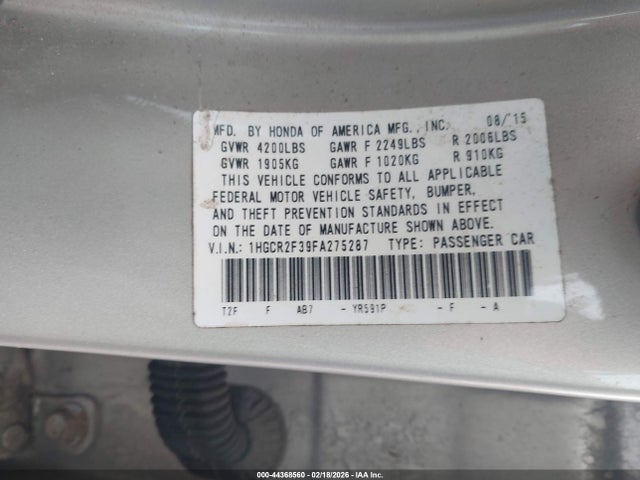 MFD. BY HONDA OF AMERICA MFG., INC. 08/15
GVWR 4200LBS GAWR F 2249LBS R 2006LBS
GVWR 1905KG GAWR F 1020KG R 910KG
THIS VEHICLE CONFORMS TO ALL APPLICABLE
FEDERAL MOTOR VEHICLE SAFETY, BUMPER,
AND THEFT PREVENTION STANDARDS IN EFFECT
ON THE DATE OF MANUFACTURE SHOWN ABOVE.
V.I.N.: 1HGCR2F39FA275287 TYPE: PASSENGER CAR
T2F F AB7 - YR591P - F - A
000-44368560 - 02/18/2026 - IAA Inc.